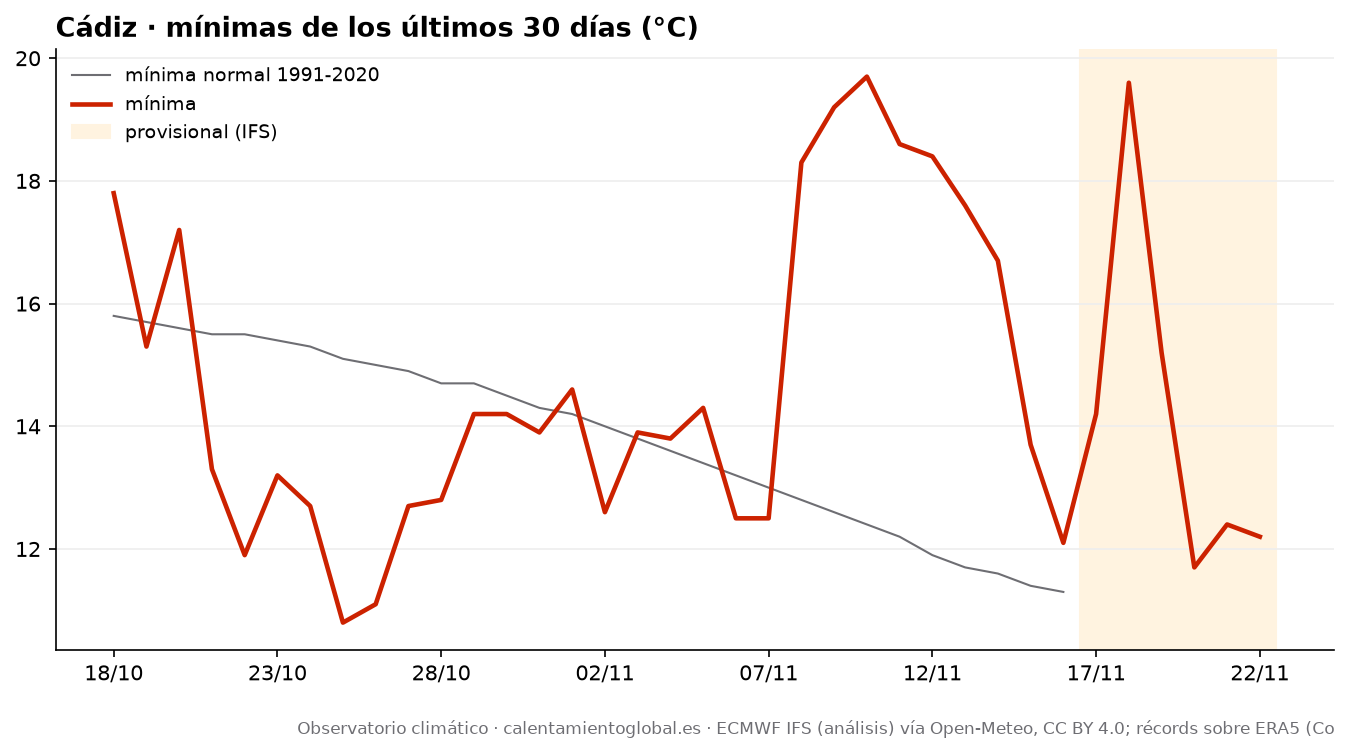 Cádiz · mínimas de los últimos 30 días (°C)
20
18
16
14
12
mínima normal 1991-2020
mínima
provisional (IFS)
18/10 23/10 28/10 02/11 07/11 12/11 17/11 22/11
Observatorio climático · calentamientoglobal.es · ECMWF IFS (análisis) vía Open-Meteo, CC BY 4.0; récords sobre ERA5 (Co